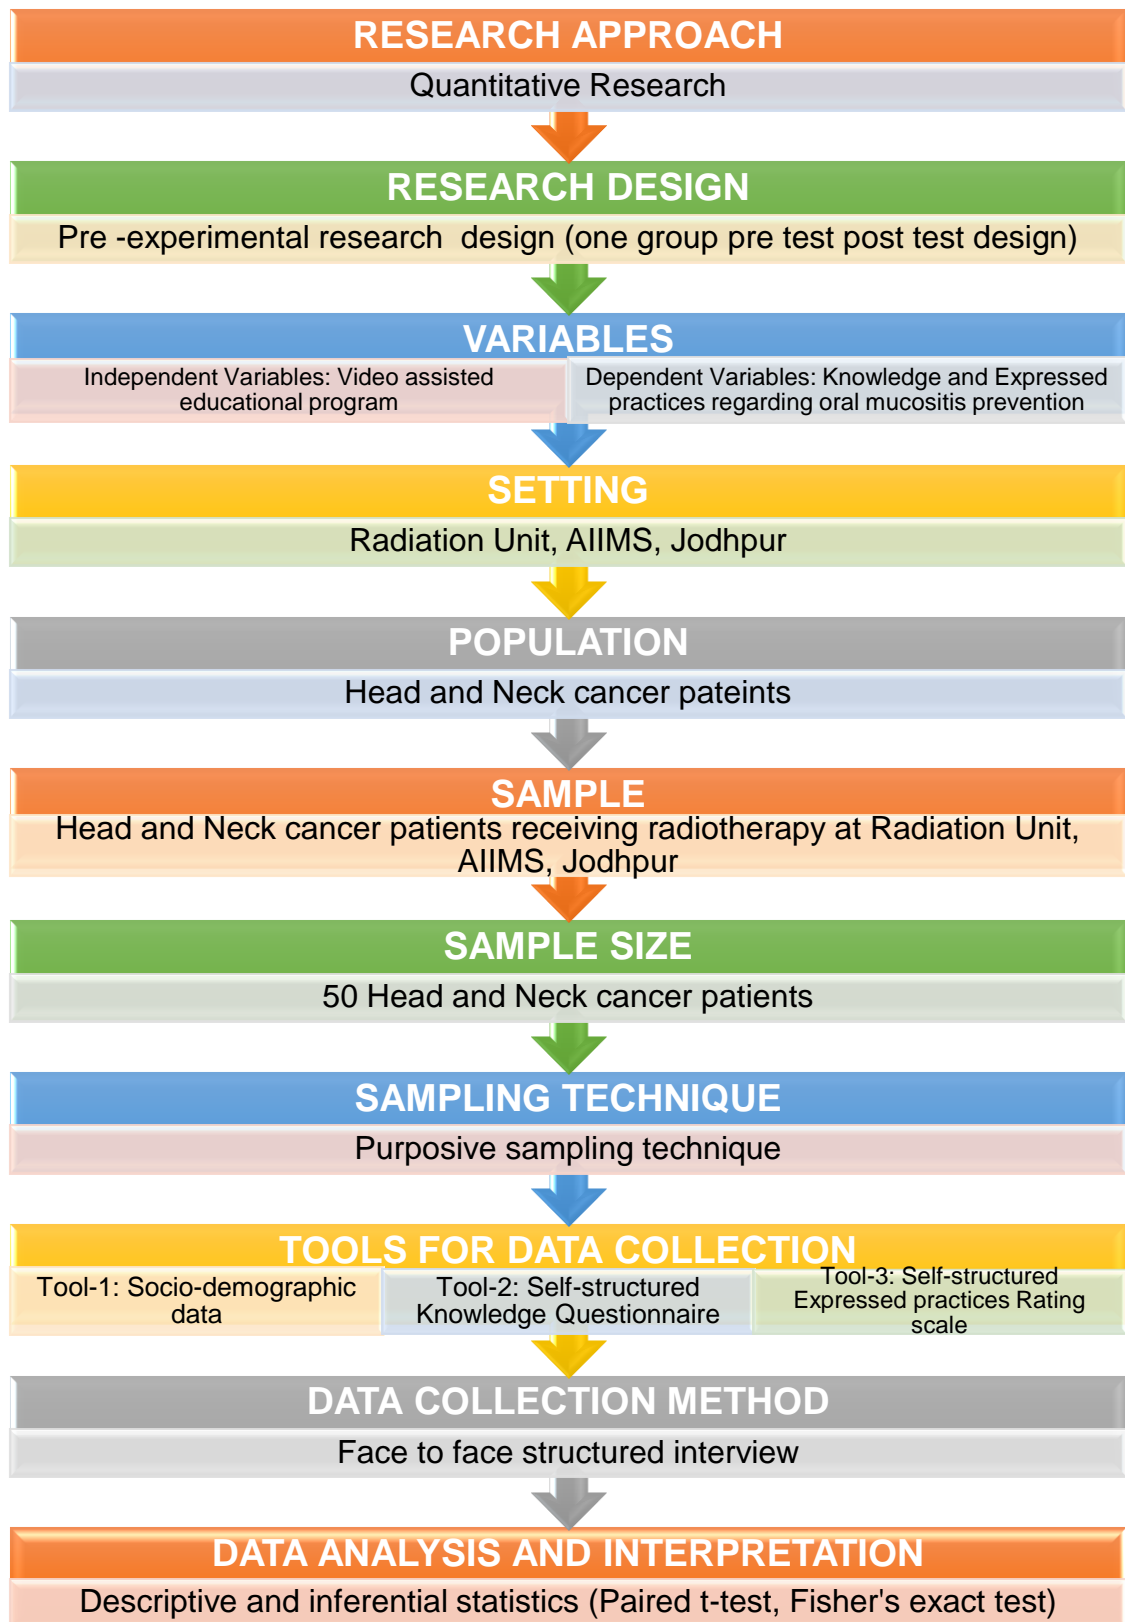 RESEARCH APPROACH
Quantitative Research
RESEARCH DESIGN
Pre -experimental research design (one group pre test post test design)
VARIABLES
Independent Variables: Video assisted
educational program
Dependent Variables: Knowledge and Expressed
practices regarding oral mucositis prevention
SETTING
Radiation Unit, AIIMS, Jodhpur
POPULATION
Head and Neck cancer pateints
SAMPLE
Head and Neck cancer patients receiving radiotherapy at Radiation Unit,
AIIMS, Jodhpur
SAMPLE SIZE
50 Head and Neck cancer patients
SAMPLING TECHNIQUE
Purposive sampling technique
TOOLS FOR DATA COLLECTION
Tool-1: Socio-demographic
data
Tool-2: Self-structured
Knowledge Questionnaire
Tool-3: Self-structured
Expressed practices Rating
scale
DATA COLLECTION METHOD
Face to face structured interview
DATA ANALYSIS AND INTERPRETATION
Descriptive and inferential statistics (Paired t-test, Fisher's exact test)